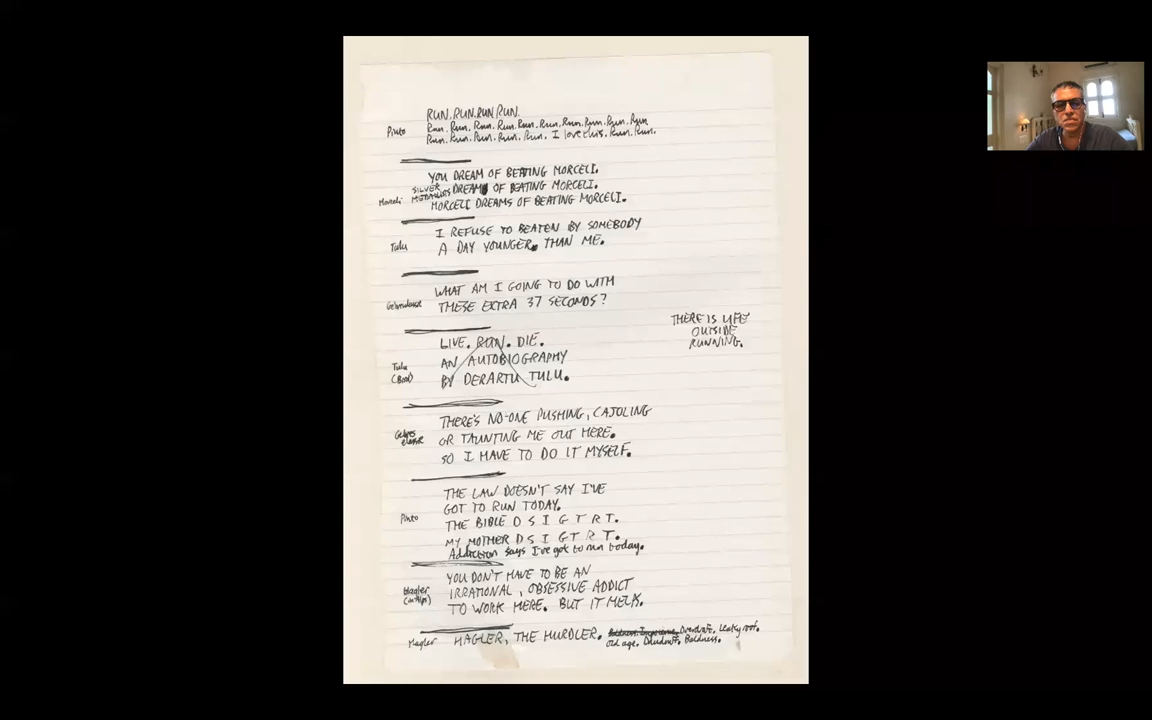 RUN. RUN. RUN RUN.
Pinto Run. Run. Run. Run. Run. Run. Run. Run. Run. Run
Run. Run. Run. Run. Run. I love this. Run. Run.
YOU DREAM OF BEATING MORCELI.
Morceli SILVER MEDALLISTS DREAM OF BEATING MORCELI.
MORCELI DREAMS OF BEATING MORCELI.
I REFUSE TO BEATEN BY SOMEBODY
Tulu A DAY YOUNGER THAN ME.
WHAT AM I GOING TO DO WITH
THESE EXTRA 37 SECONDS?
THERE IS LIFE
OUTSIDE
RUNNING.
LIVE. RUN. DIE.
Tulu AN AUTOBIOGRAPHY
BY DERARTU TULU.
THERE'S NO-ONE PUSHING, CAJOLING
OR TAUNTING ME OUT HERE.
SO I HAVE TO DO IT MYSELF.
THE LAW DOESN'T SAY I'VE
GOT TO RUN TODAY.
Pinto THE BIBLE D S I G T R T.
MY MOTHER D S I G T R T.
Addiction says I've got to run today.
YOU DON'T HAVE TO BE AN
Hagler IRRATIONAL, OBSESSIVE ADDICT
TO WORK HERE. BUT IT HELPS.
Hagler HAGLER, THE HURDLER. Overdraft. Leaky roof.
old age. Baldness.